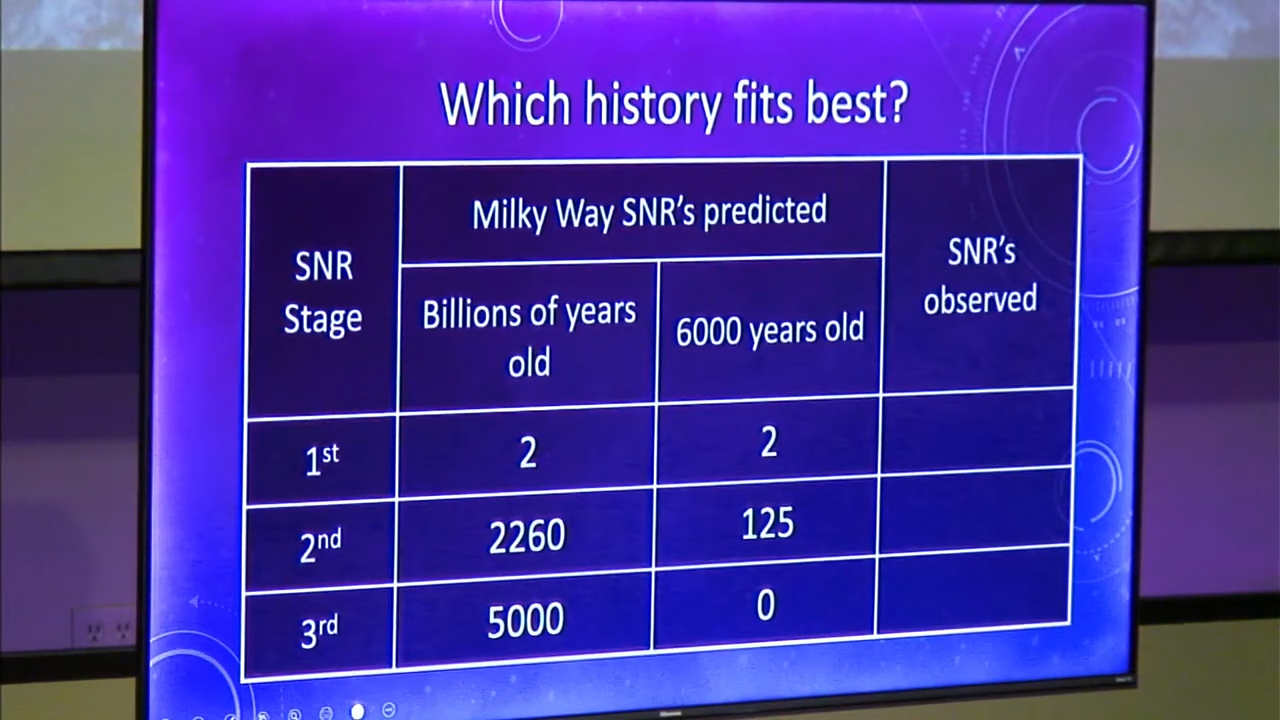 Which history fits best?
SNR
Stage
Milky Way SNR's predicted
SNR's
observed
Billions of years
old
6000 years old
1st
2
2
2nd
2260
125
3rd
5000
0